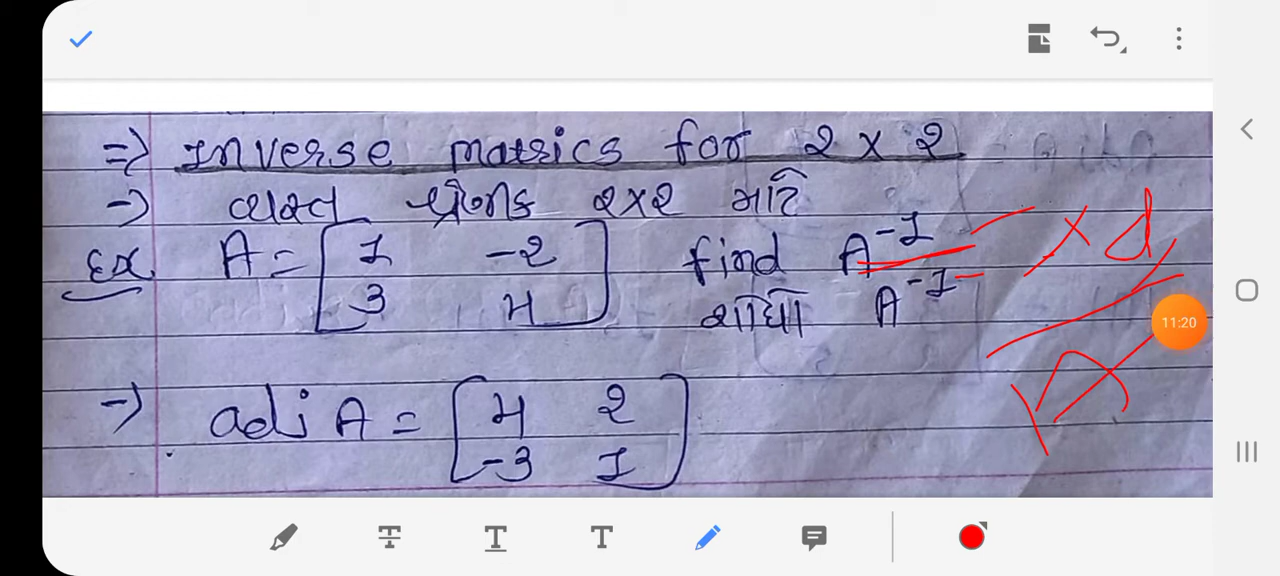 ⇒ Inverse matrics for 2 × 2
→ વ્યસ્ત શ્રેણિક 2×2 માટે
Ex A = [1 -2 find A⁻¹
3 4] શોધો A⁻¹
× d
11:20
→ adj A = [4 2
-3 1]